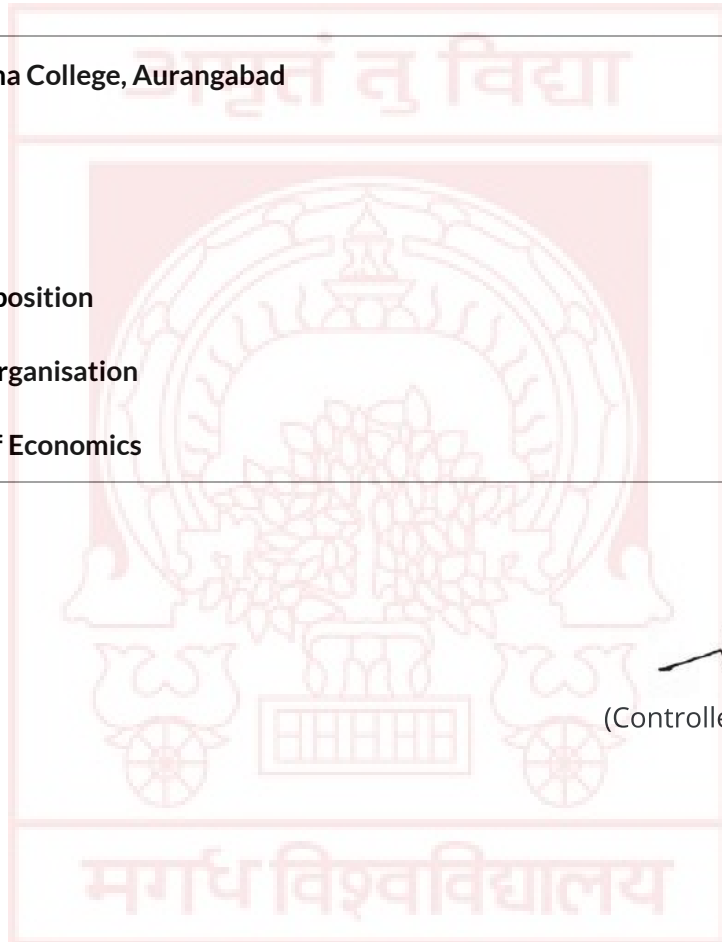 अमृतं तु विद्या
na College, Aurangabad
position
rganisation
f Economics
(Controlle
मगध विश्वविद्यालय